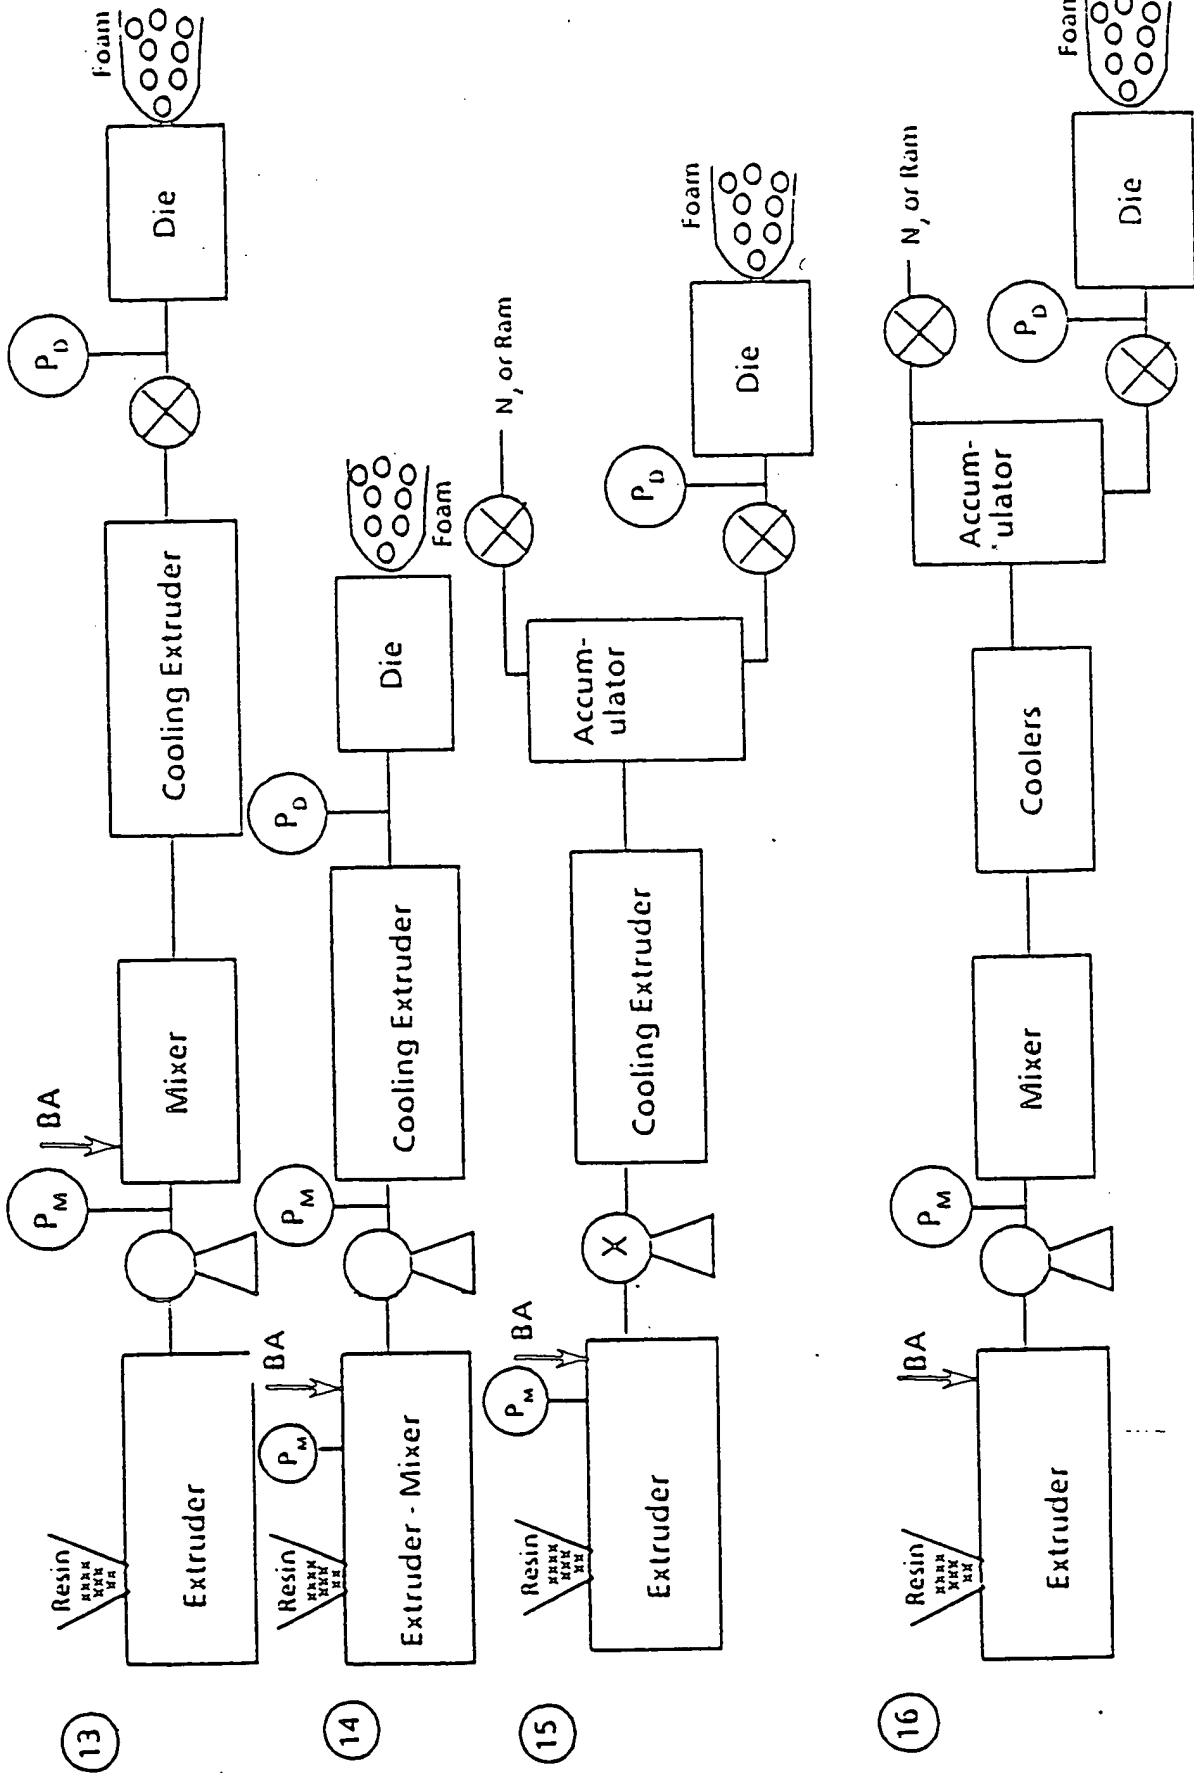 13
Resin
Extruder
PM
BA
Mixer
Cooling Extruder
PD
Die
Foam
14
Resin
Extruder - Mixer
PM
BA
PM
Cooling Extruder
PD
Die
Foam
15
Resin
Extruder
PM
BA
X
Cooling Extruder
Accum-
ulator
N, or Ram
PD
Die
Foam
16
Resin
Extruder
BA
PM
Mixer
Coolers
Accum-
ulator
N, or Ram
PD
Die
Foam